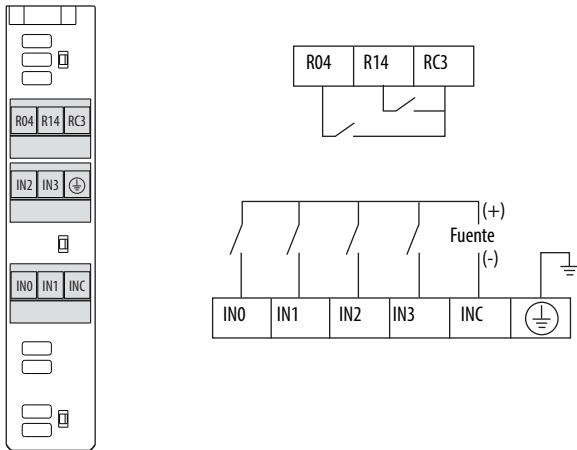 R04 R14 RC3
IN2 IN3
IN0 IN1 INC
R04 R14 RC3
(+)
Fuente
(-)
IN0 IN1 IN2 IN3 INC